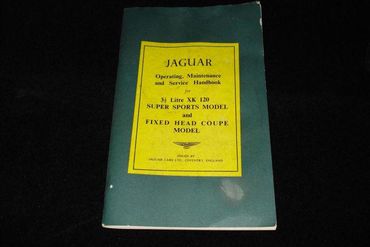 JAGUAR
Operating, Maintenance
and Service Handbook
for
3½ Litre XK 120
SUPER SPORTS MODEL
and
FIXED HEAD COUPE
MODEL
ISSUED BY
JAGUAR CARS LTD., COVENTRY, ENGLAND